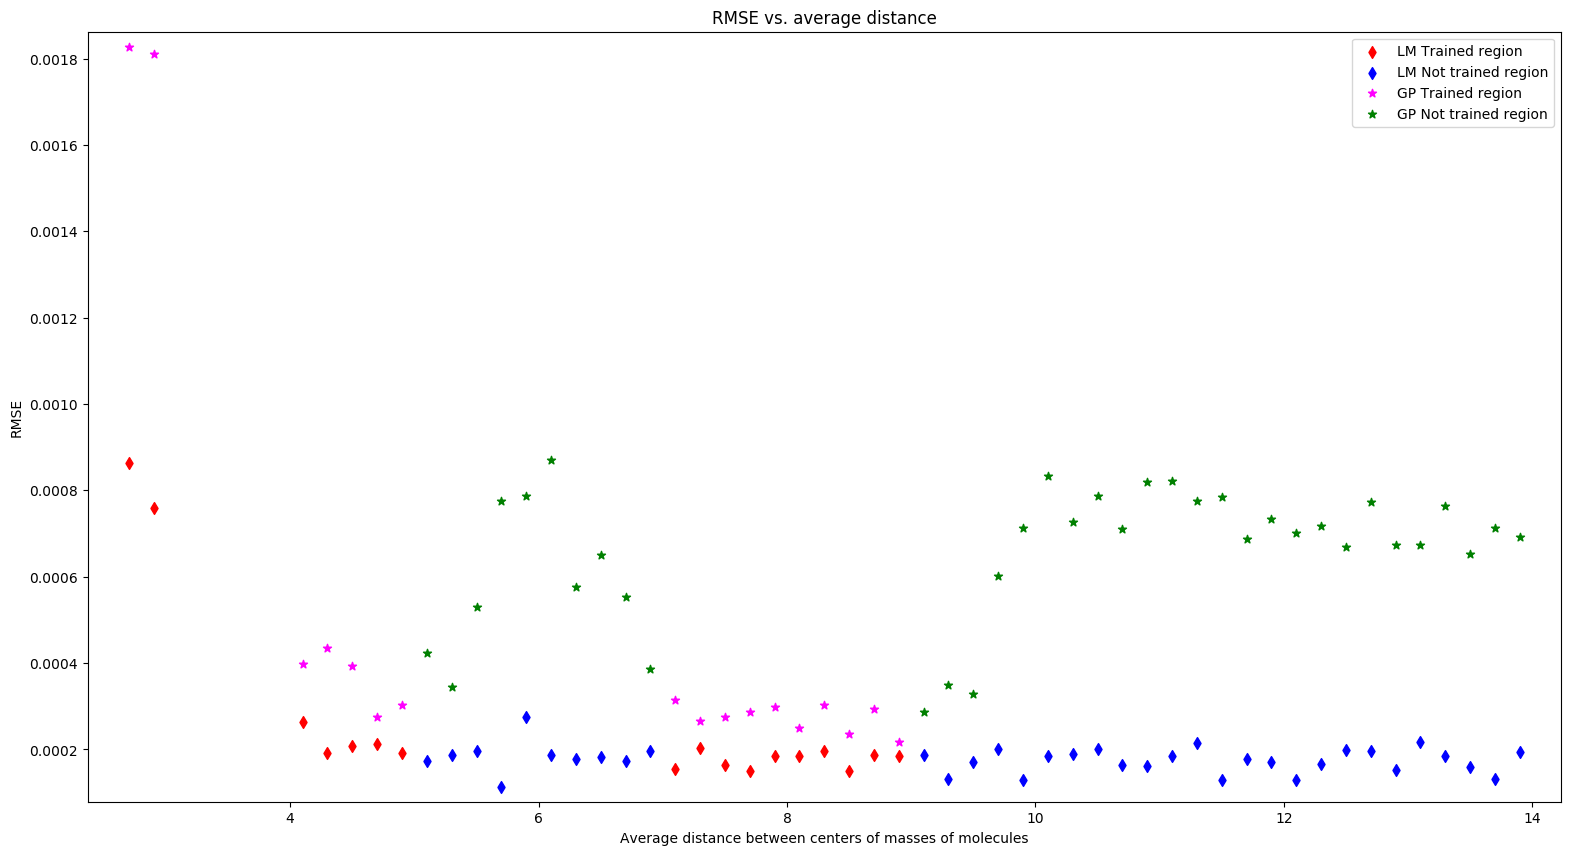 RMSE vs. average distance
LM Trained region
LM Not trained region
GP Trained region
GP Not trained region
RMSE
0.0018
0.0016
0.0014
0.0012
0.0010
0.0008
0.0006
0.0004
0.0002
4 6 8 10 12 14
Average distance between centers of masses of molecules